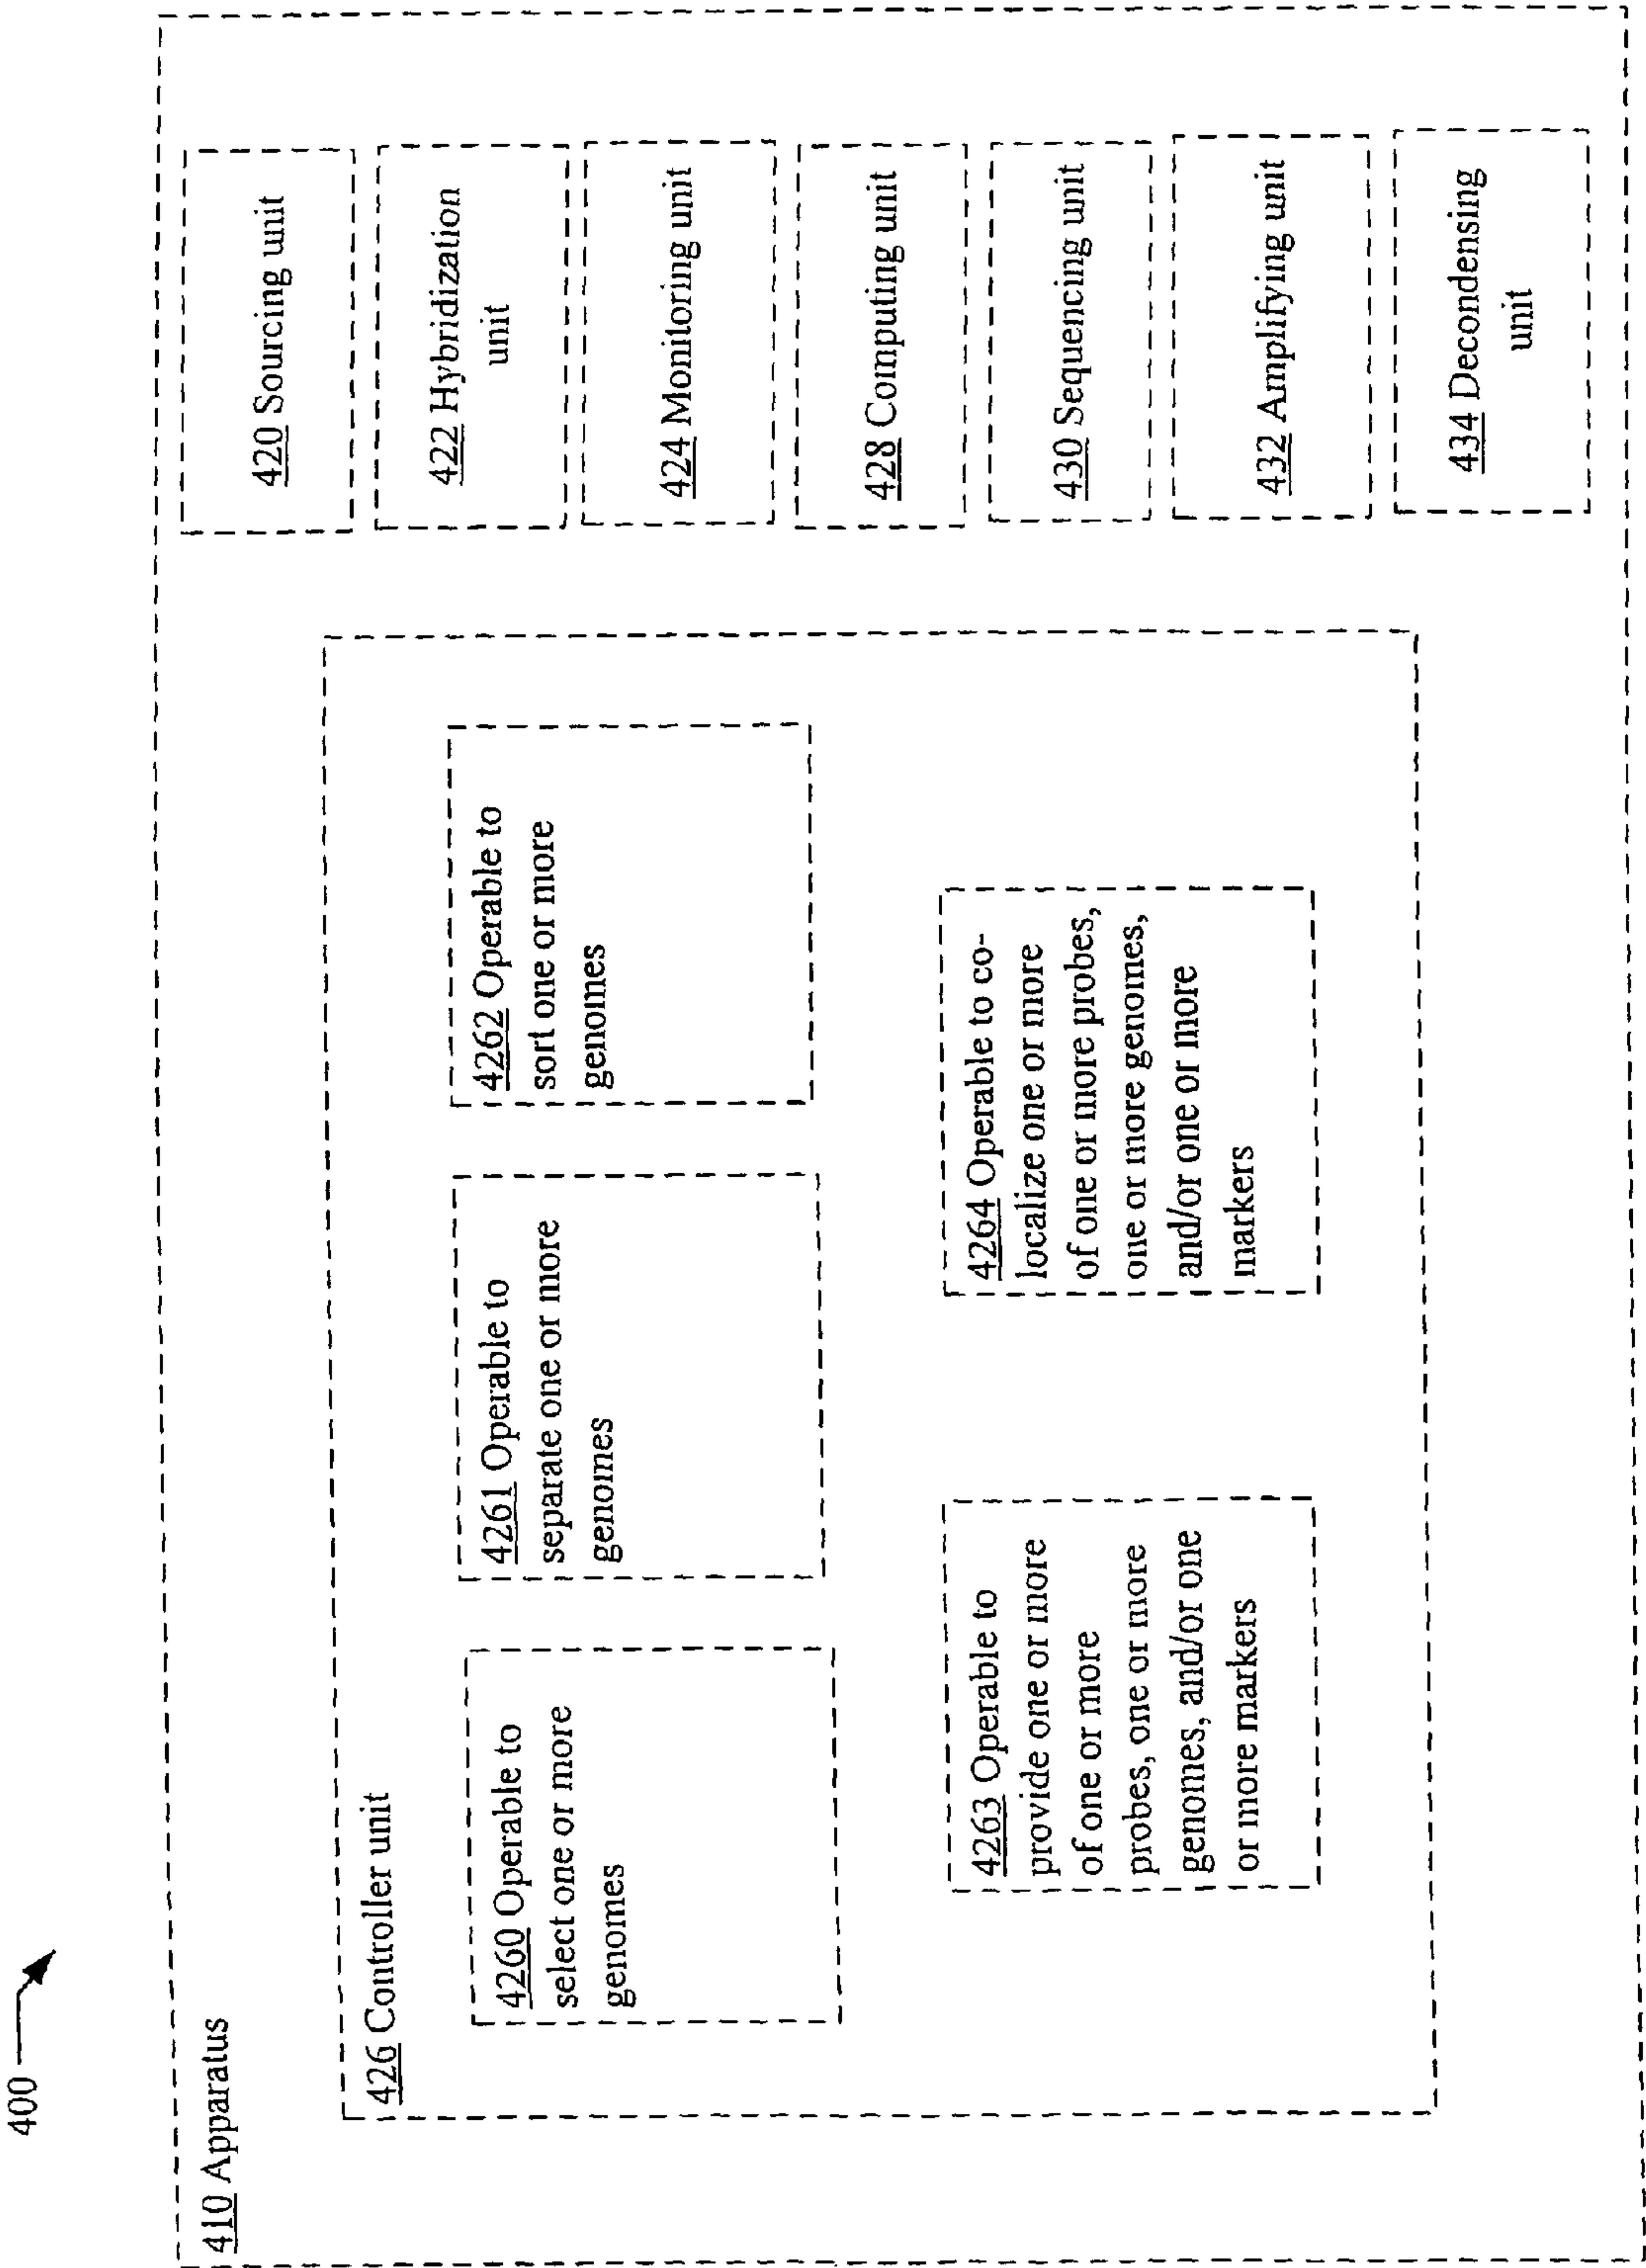 400
410 Apparatus
426 Controller unit
4260 Operable to
select one or more
genomes
4261 Operable to
separate one or more
genomes
4262 Operable to
sort one or more
genomes
4263 Operable to
provide one or more
of one or more
probes, one or more
genomes, and/or one
or more markers
4264 Operable to co-
localize one or more
of one or more probes,
one or more genomes,
and/or one or more
markers
420 Sourcing unit
422 Hybridization
unit
424 Monitoring unit
428 Computing unit
430 Sequencing unit
432 Amplifying unit
434 Decondensing
unit